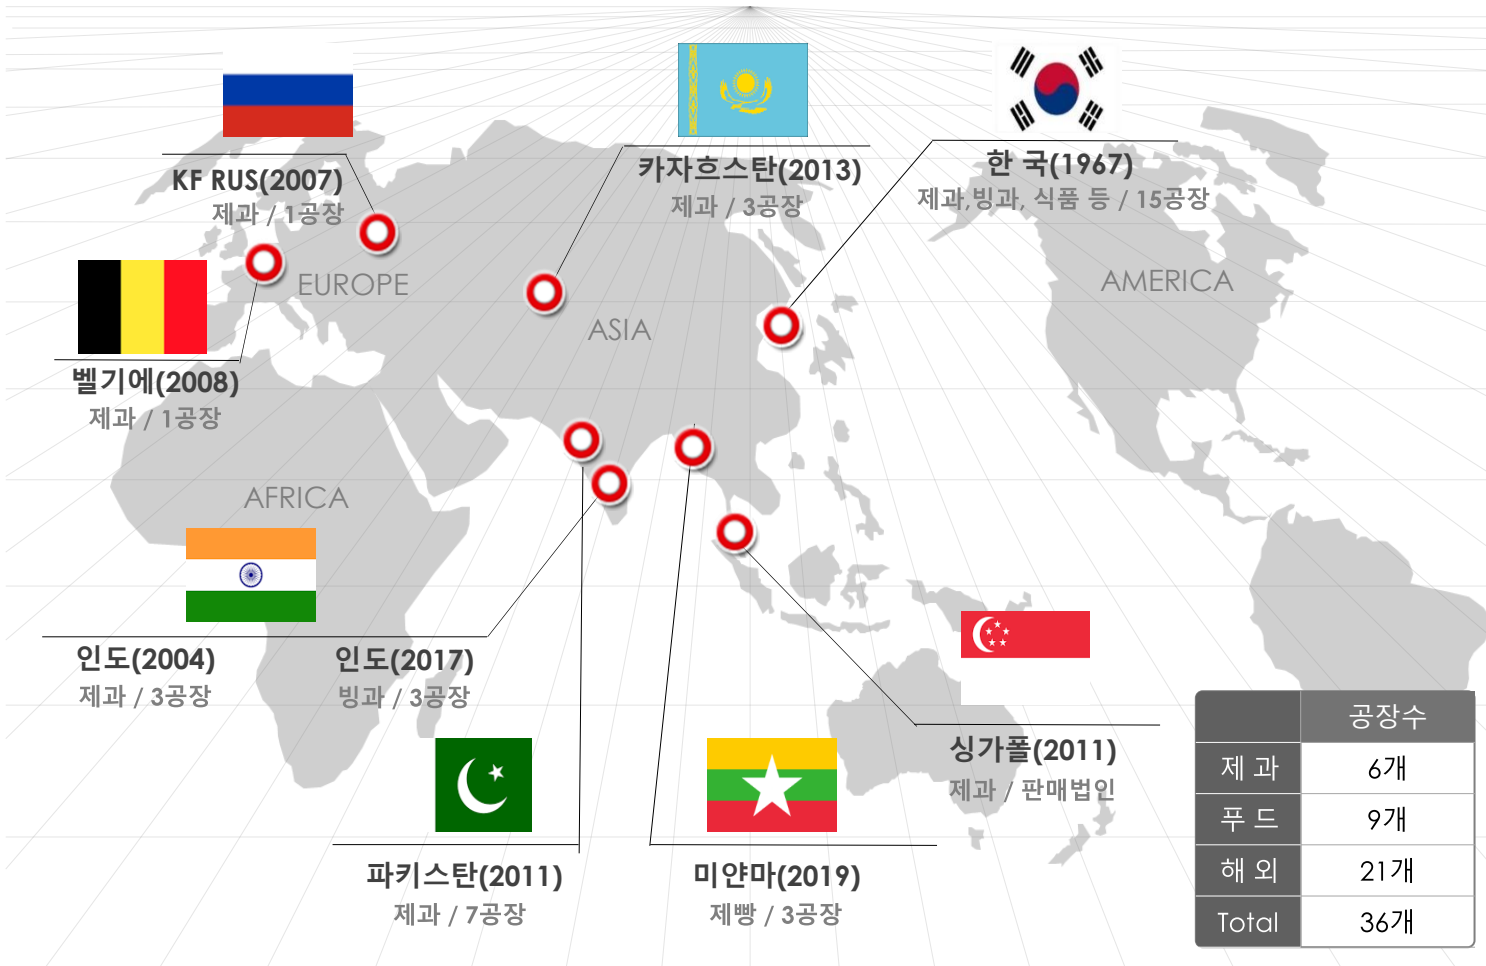 KF RUS(2007)
제과 / 1공장
카자흐스탄(2013)
제과 / 3공장
한 국(1967)
제과,빙과, 식품 등 / 15공장
EUROPE
ASIA
AMERICA
벨기에(2008)
제과 / 1공장
AFRICA
인도(2004)
제과 / 3공장
인도(2017)
빙과 / 3공장
싱가폴(2011)
제과 / 판매법인
파키스탄(2011)
제과 / 7공장
미얀마(2019)
제빵 / 3공장
공장수
제 과 6개
푸 드 9개
해 외 21개
Total 36개